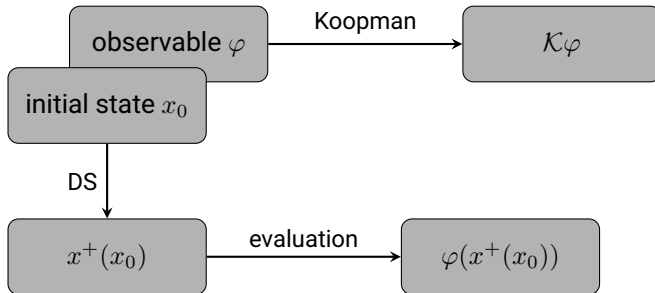 observable φ
Koopman
𝒦φ
initial state x₀
DS
x⁺(x₀)
evaluation
φ(x⁺(x₀))